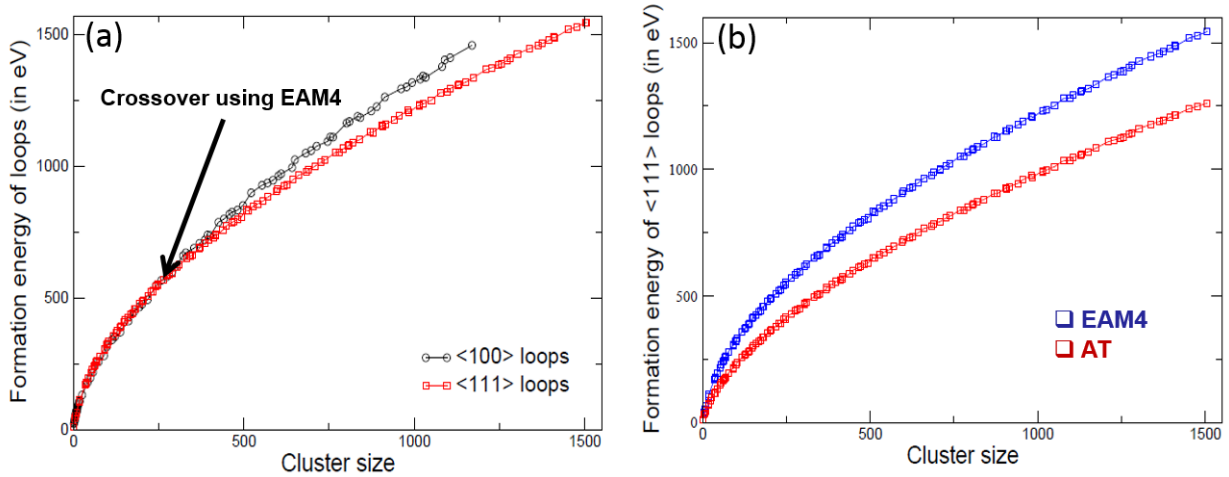 (a)
Formation energy of loops (in eV)
1500
1000
500
0
Crossover using EAM4
<100> loops
<111> loops
0 500 1000 1500
Cluster size
(b)
Formation energy of <111> loops (in eV)
1500
1000
500
0
EAM4
AT
0 500 1000 1500
Cluster size